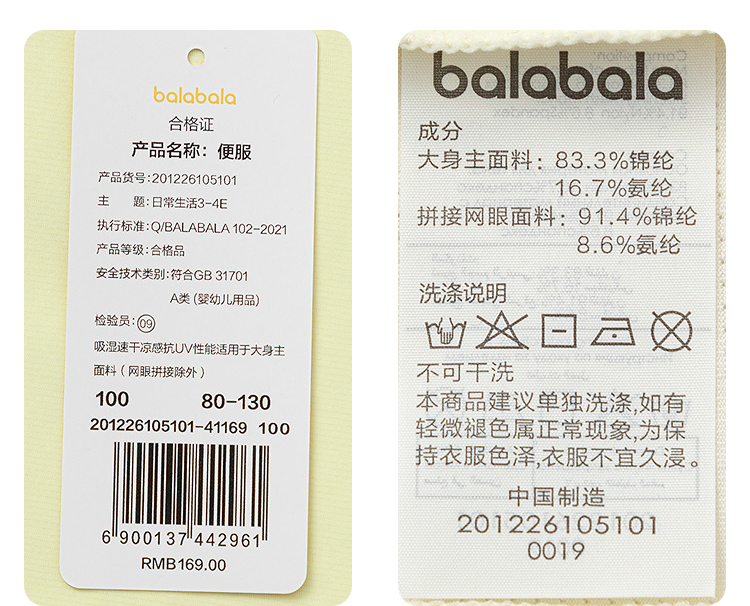 balabala
合格证
产品名称：便服
产品货号：201226105101
主 题：日常生活3-4E
执行标准：Q/BALABALA 102-2021
产品等级：合格品
安全技术类别：符合GB 31701
A类（婴幼儿用品）
检验员：09
吸湿速干凉感抗UV性能适用于大身主
面料（网眼拼接除外）
100 80-130
201226105101-41169 100
6 900137 442961
RMB169.00
balabala
成分
大身主面料：83.3%锦纶
16.7%氨纶
拼接网眼面料：91.4%锦纶
8.6%氨纶
洗涤说明
不可干洗
本商品建议单独洗涤,如有
轻微褪色属正常现象,为保
持衣服色泽,衣服不宜久浸。
中国制造
201226105101
0019